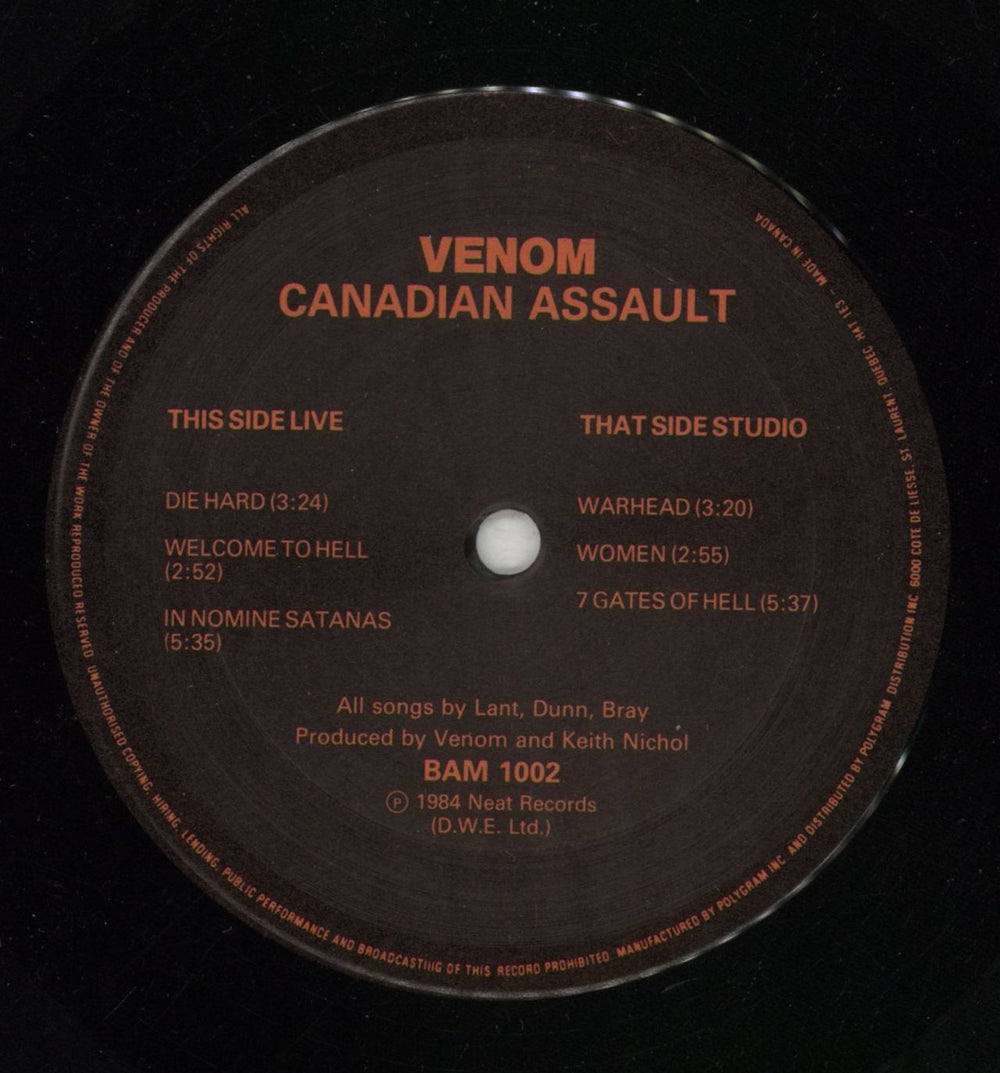 VENOM
CANADIAN ASSAULT
THIS SIDE LIVE
DIE HARD (3:24)
WELCOME TO HELL
(2:52)
IN NOMINE SATANAS
(5:35)
THAT SIDE STUDIO
WARHEAD (3:20)
WOMEN (2:55)
7 GATES OF HELL (5:37)
All songs by Lant, Dunn, Bray
Produced by Venom and Keith Nichol
BAM 1002
Ⓟ 1984 Neat Records
(D.W.E. Ltd.)
ALL RIGHTS OF THE PRODUCER AND OF THE OWNER OF THE WORK REPRODUCED RESERVED UNAUTHORISED COPYING, HIRING, LENDING, PUBLIC PERFORMANCE AND BROADCASTING OF THIS RECORD PROHIBITED MANUFACTURED BY POLYGRAM INC. AND DISTRIBUTED BY POLYGRAM DISTRIBUTION INC. 6000 COTE DE LIESSE, ST. LAURENT, QUEBEC H4T 1E3 – MADE IN CANADA